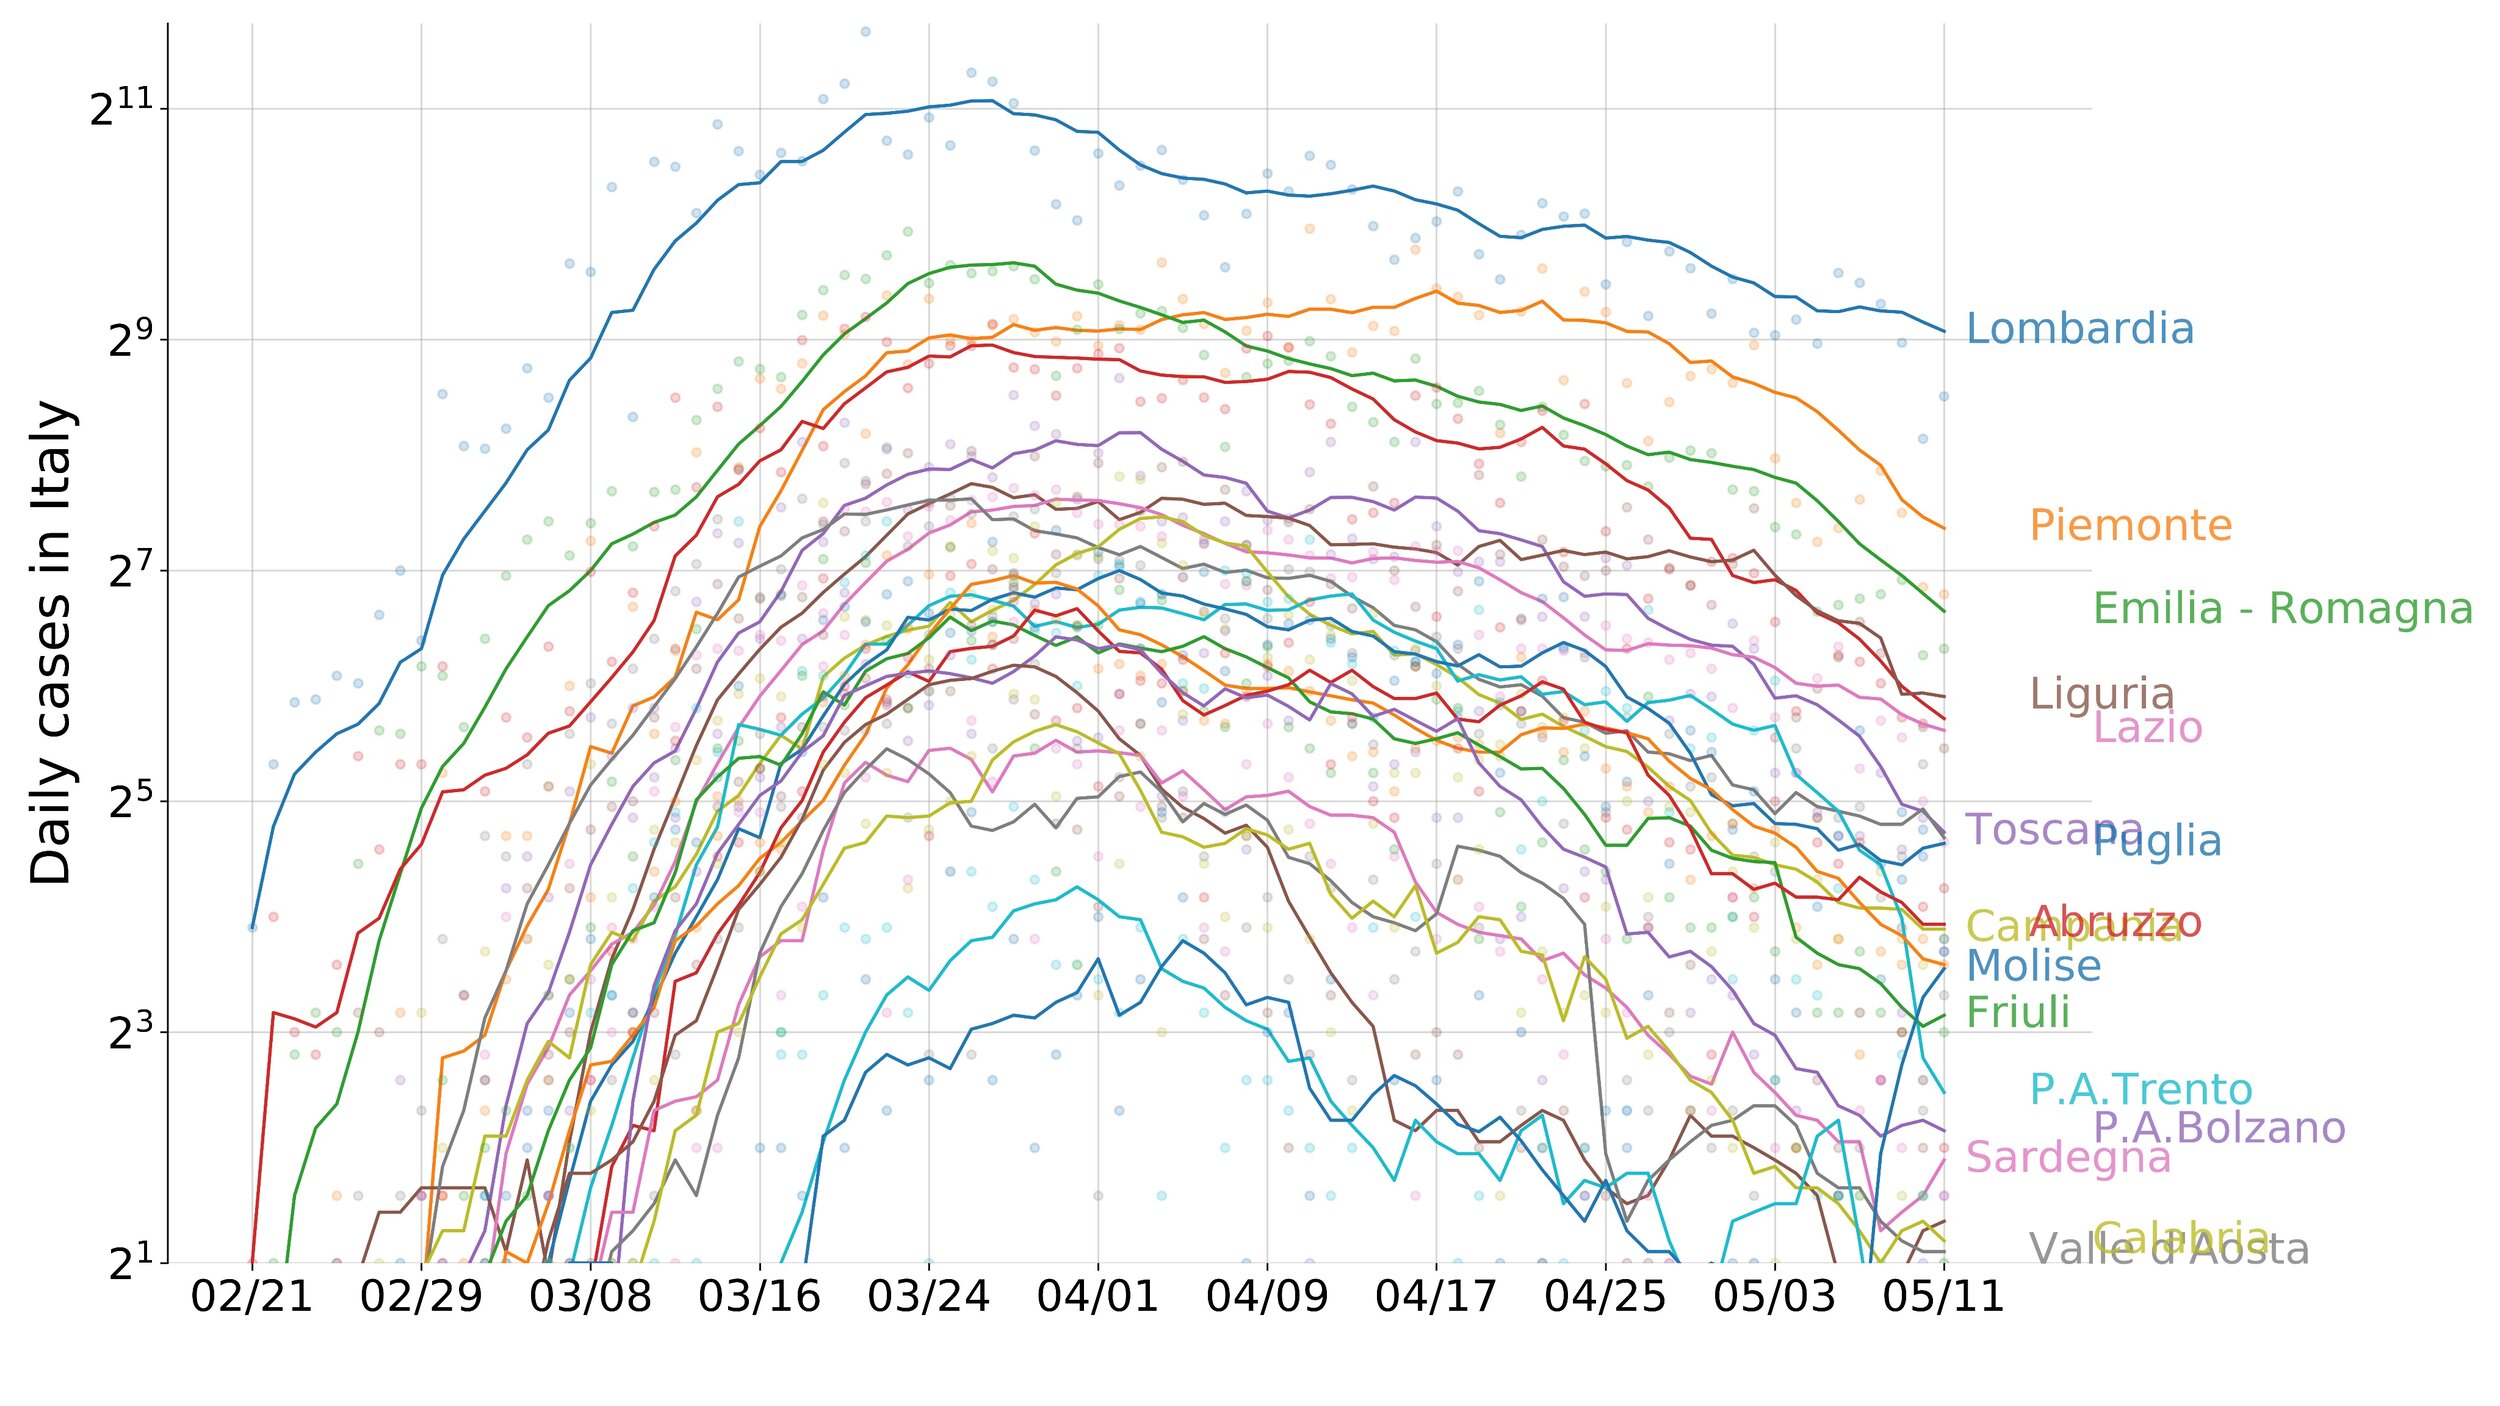 Daily cases in Italy
2^11
2^9
2^7
2^5
2^3
2^1
02/21 02/29 03/08 03/16 03/24 04/01 04/09 04/17 04/25 05/03 05/11
Lombardia
Piemonte
Emilia - Romagna
Liguria
Lazio
Toscana
Puglia
Campania
Abruzzo
Molise
Friuli
P.A.Trento
P.A.Bolzano
Sardegna
Calabria
Valle d'Aosta